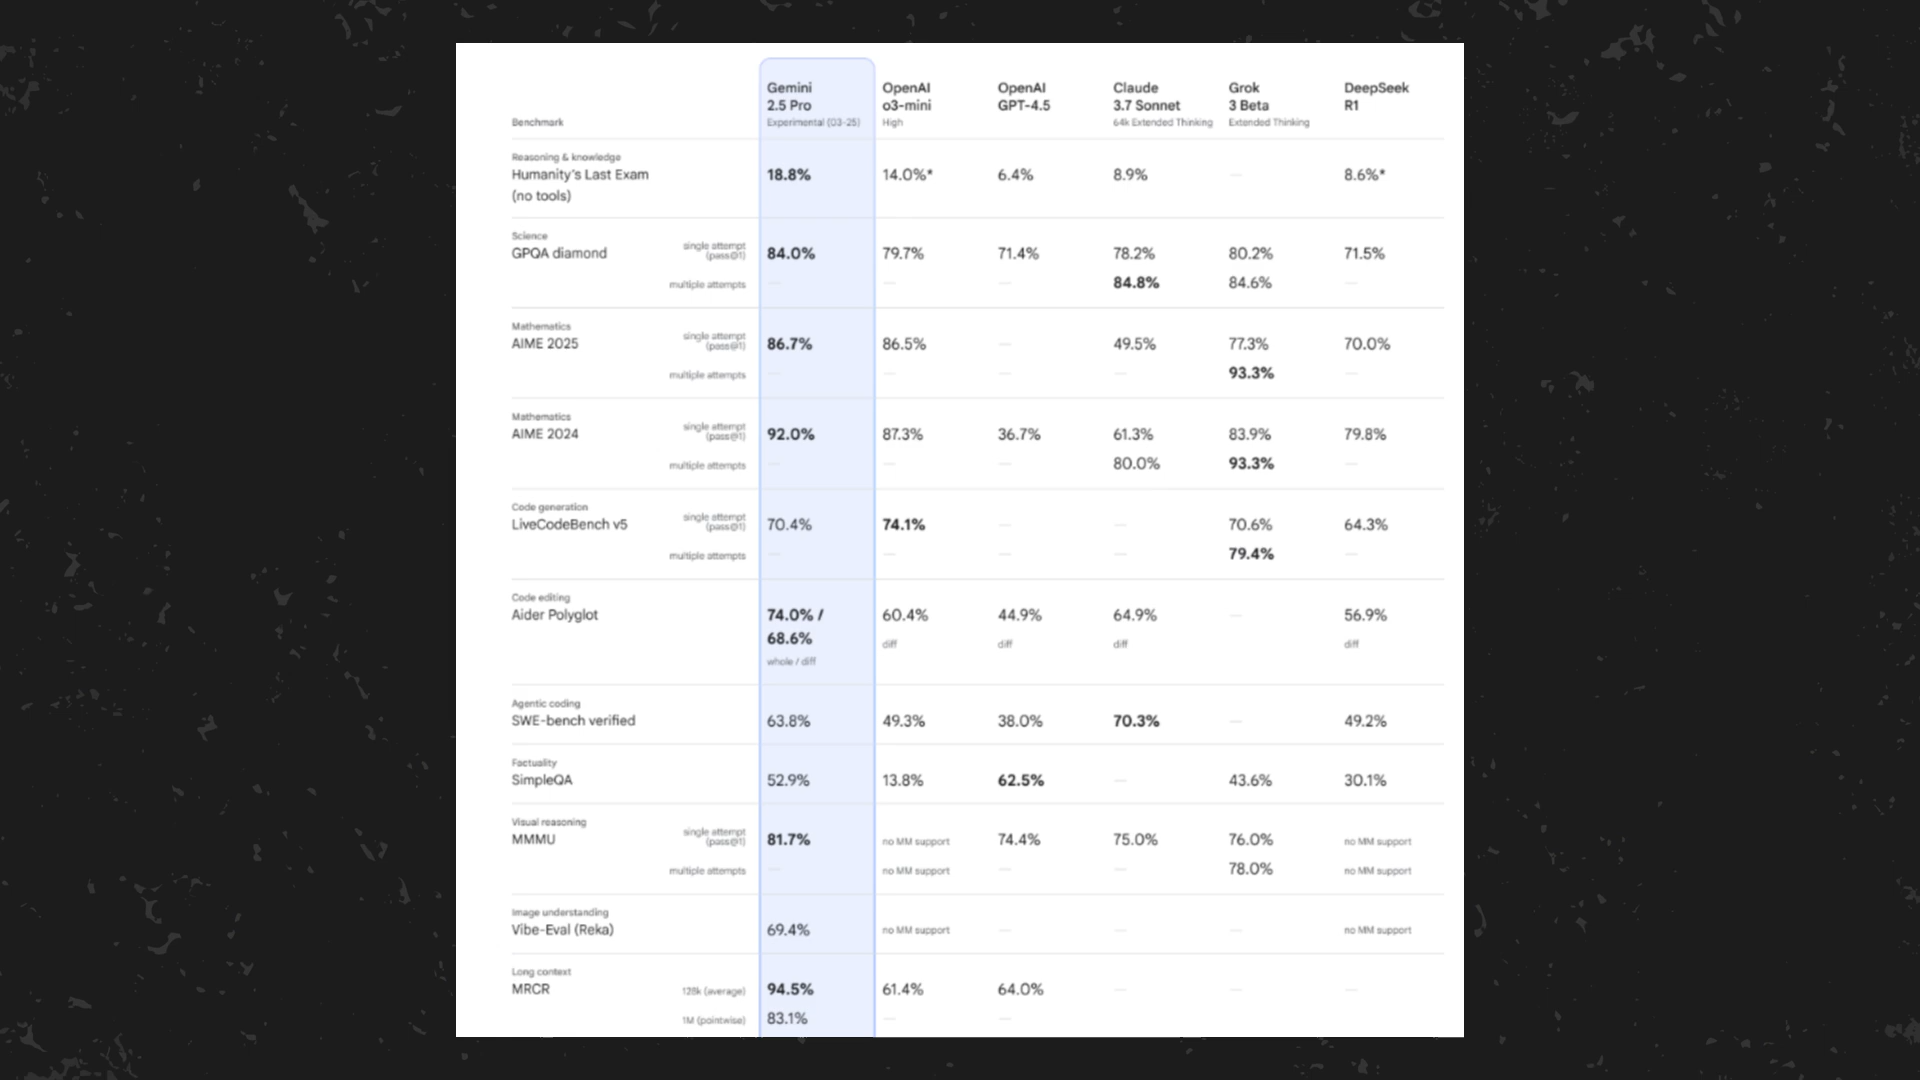 Benchmark
Gemini 2.5 Pro Experimental (03-25)
OpenAI o3-mini High
OpenAI GPT-4.5
Claude 3.7 Sonnet 64k Extended Thinking
Grok 3 Beta Extended Thinking
DeepSeek R1
Reasoning & knowledge
Humanity's Last Exam 18.8% 14.0%* 6.4% 8.9% — 8.6%*
(no tools)
Science
GPQA diamond single attempt (pass@1) 84.0% 79.7% 71.4% 78.2% 80.2% 71.5%
multiple attempts — — — 84.8% 84.6% —
Mathematics
AIME 2025 single attempt (pass@1) 86.7% 86.5% — 49.5% 77.3% 70.0%
multiple attempts — — — — 93.3% —
Mathematics
AIME 2024 single attempt (pass@1) 92.0% 87.3% 36.7% 61.3% 83.9% 79.8%
multiple attempts — — — 80.0% 93.3% —
Code generation
LiveCodeBench v5 single attempt (pass@1) 70.4% 74.1% — — 70.6% 64.3%
multiple attempts — — — — 79.4% —
Code editing
Aider Polyglot 74.0% / 60.4% 44.9% 64.9% — 56.9%
68.6% diff diff diff diff
whole / diff
Agentic coding
SWE-bench verified 63.8% 49.3% 38.0% 70.3% — 49.2%
Factuality
SimpleQA 52.9% 13.8% 62.5% — 43.6% 30.1%
Visual reasoning
MMMU single attempt (pass@1) 81.7% no MM support 74.4% 75.0% 76.0% no MM support
multiple attempts — no MM support — — 78.0% no MM support
Image understanding
Vibe-Eval (Reka) 69.4% no MM support — — — no MM support
Long context
MRCR 128k (average) 94.5% 61.4% 64.0% — — —
1M (pointwise) 83.1% — —